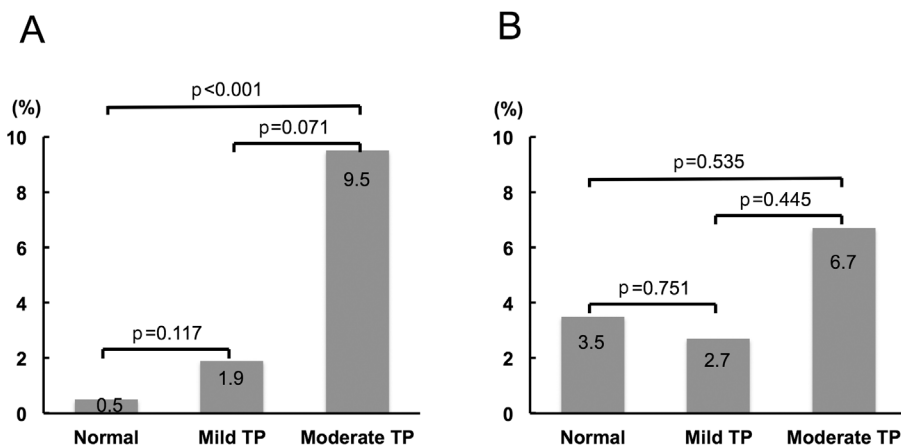 A
(%)
p<0.001
p=0.071
p=0.117
10
8
6
4
2
0
9.5
1.9
0.5
Normal Mild TP Moderate TP
B
(%)
p=0.535
p=0.445
p=0.751
10
8
6
4
2
0
3.5
2.7
6.7
Normal Mild TP Moderate TP